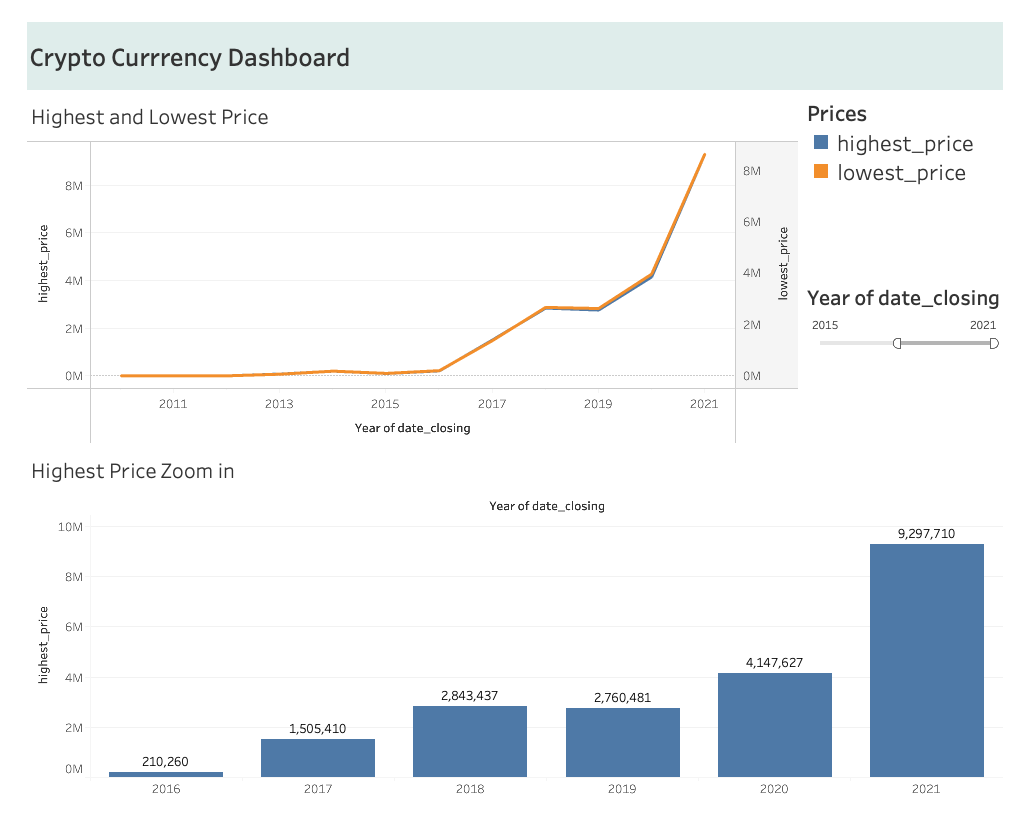 Crypto Currrency Dashboard
Highest and Lowest Price
Prices
highest_price
lowest_price
8M
6M
4M
2M
0M
highest_price
8M
6M
4M
2M
0M
lowest_price
2011 2013 2015 2017 2019 2021
Year of date_closing
Year of date_closing
2015 2021
Highest Price Zoom in
Year of date_closing
10M
8M
6M
4M
2M
0M
highest_price
210,260
1,505,410
2,843,437
2,760,481
4,147,627
9,297,710
2016 2017 2018 2019 2020 2021